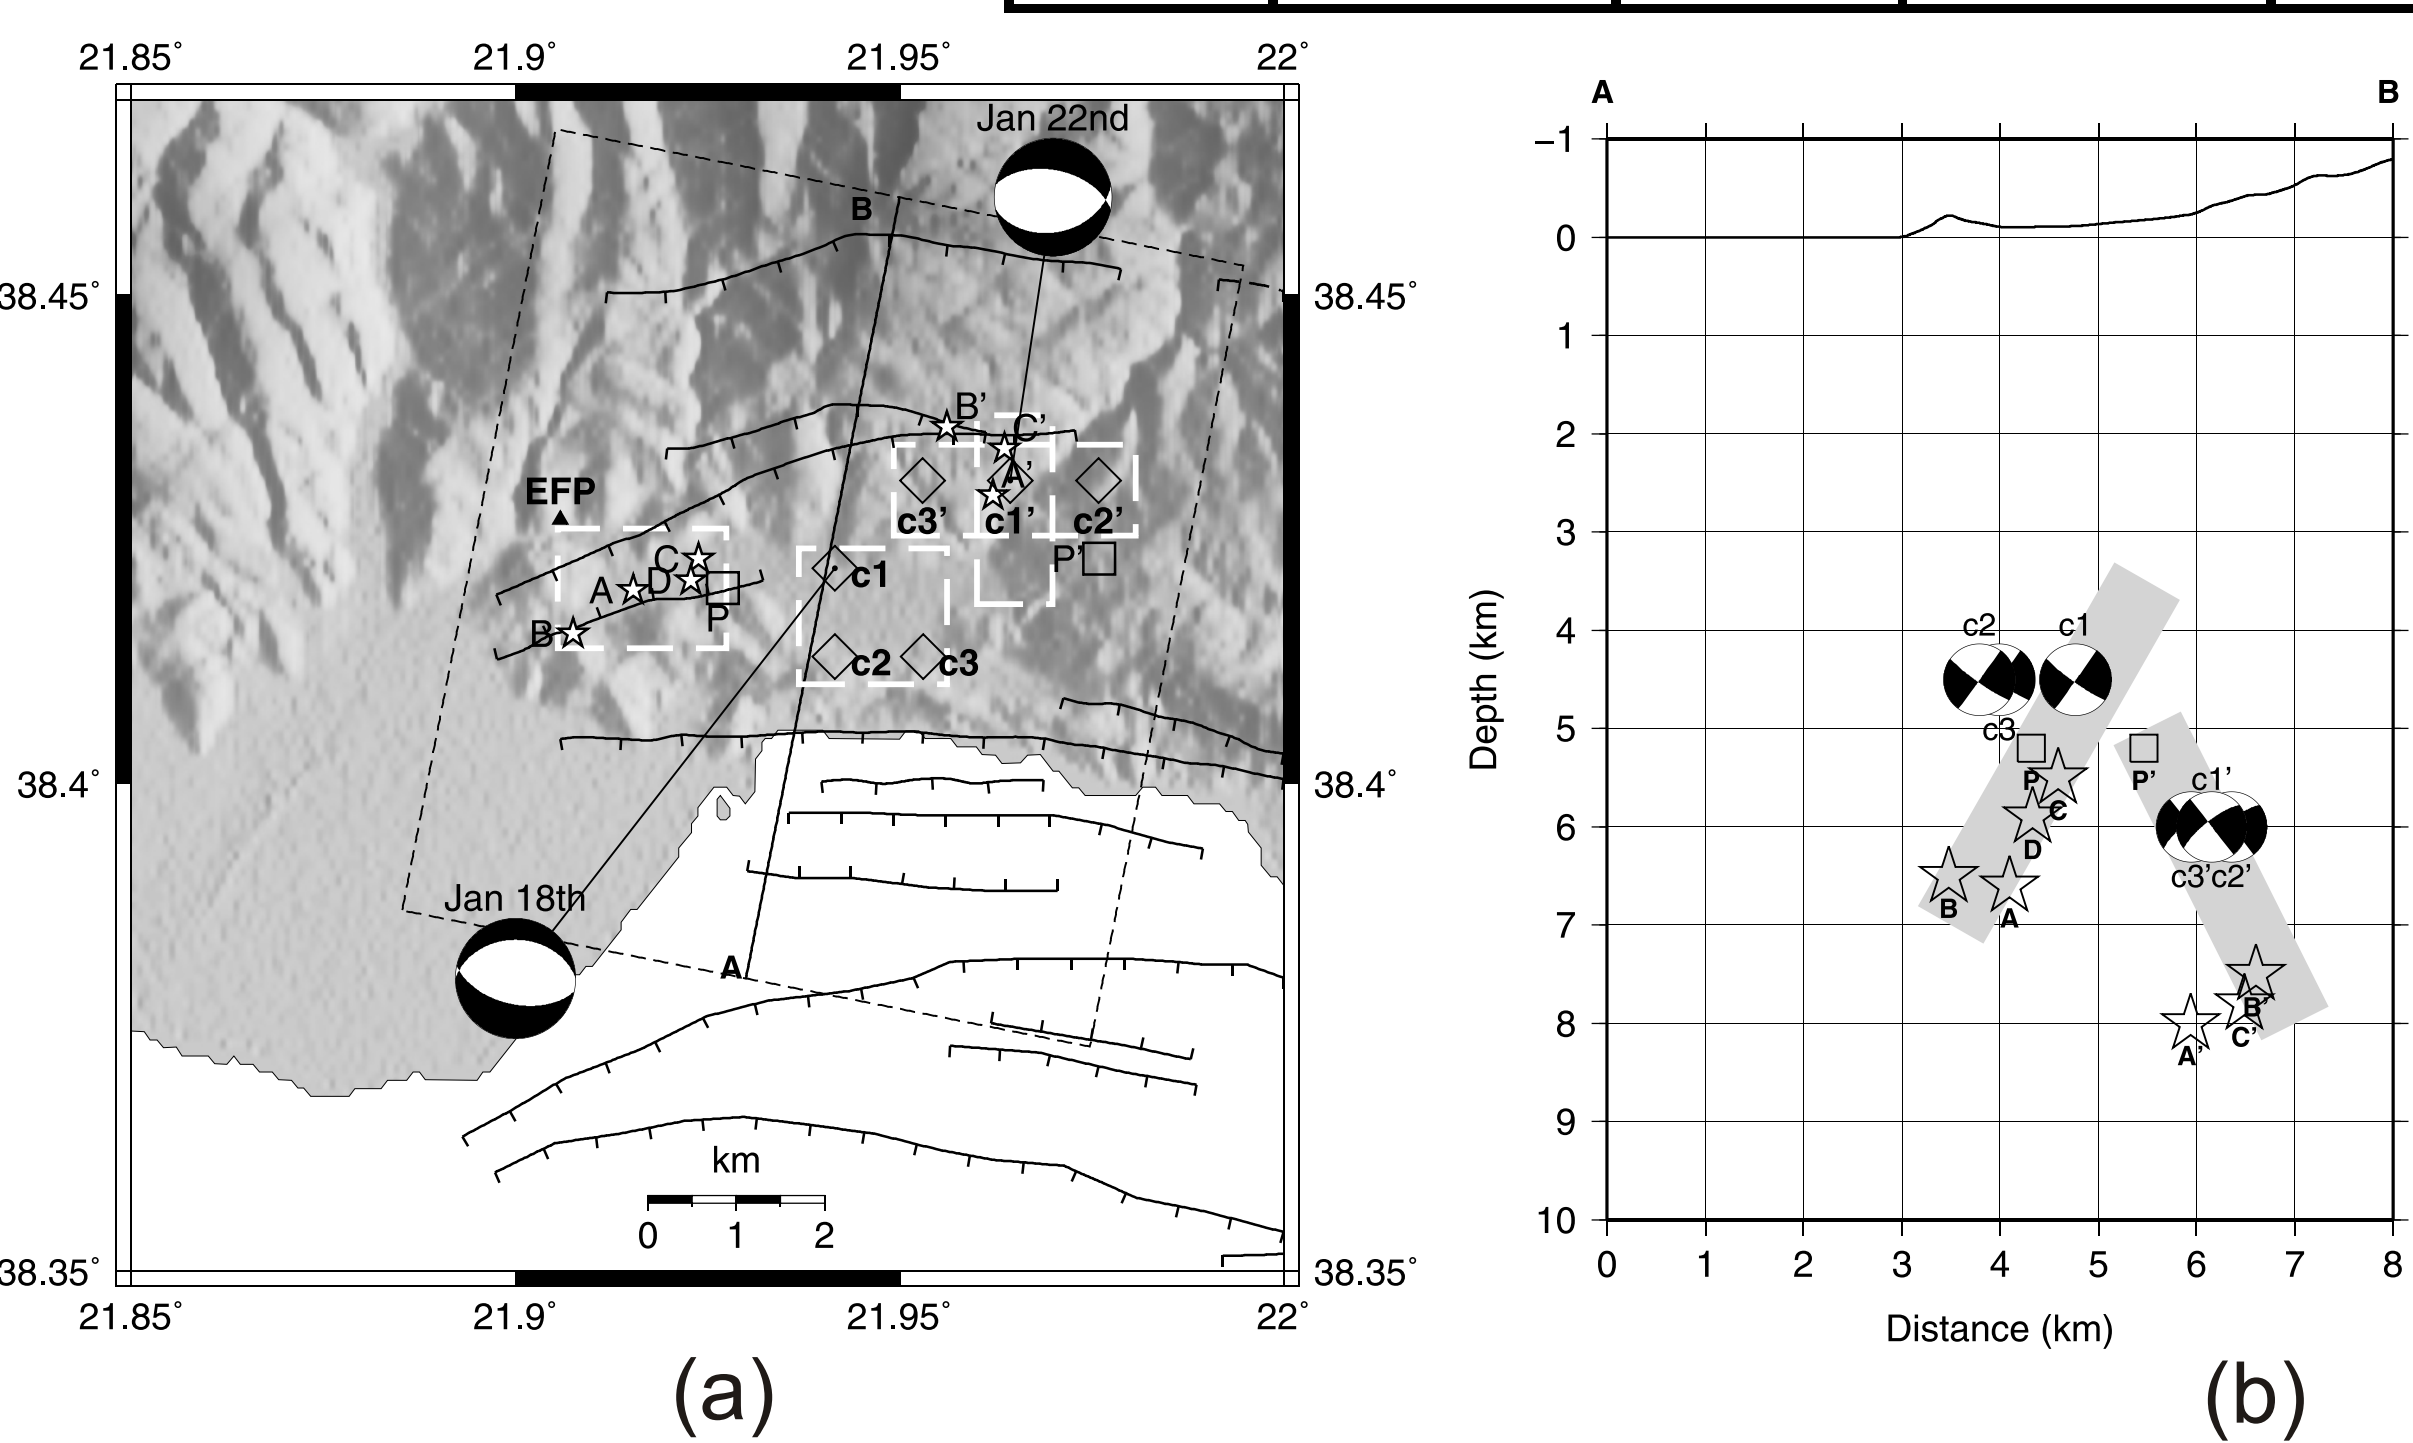 21.85° 21.9° 21.95° 22°
Jan 22nd
B
38.45° 38.45°
B'
C'
A'
EFP
c3' c1' c2'
P'
C
A D
c1
P
B
c2 c3
38.4° 38.4°
Jan 18th
A
km
0 1 2
38.35° 38.35°
21.85° 21.9° 21.95° 22°
(a)
A B
−1
0
1
2
3
4
5
6
7
8
9
10
Depth (km)
c2 c1
c3
P P' c1'
C
D
c3'c2'
B
A
B'
C'
A'
0 1 2 3 4 5 6 7 8
Distance (km)
(b)